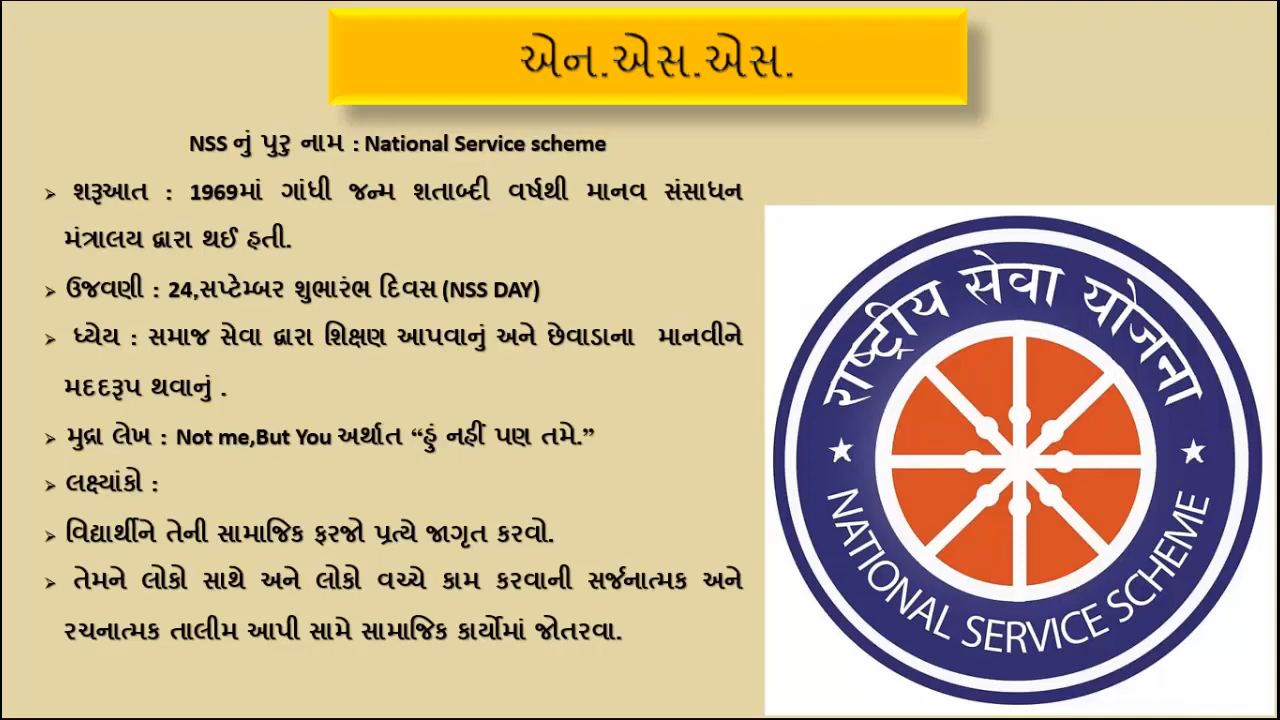 એન.એસ.એસ.
NSS નું પુરુ નામ : National Service scheme
➢ શરૂઆત : 1969માં ગાંધી જન્મ શતાબ્દી વર્ષથી માનવ સંસાધન
મંત્રાલય દ્વારા થઈ હતી.
➢ ઉજવણી : 24,સપ્ટેમ્બર શુભારંભ દિવસ (NSS DAY)
➢ ધ્યેય : સમાજ સેવા દ્વારા શિક્ષણ આપવાનું અને છેવાડાના માનવીને
મદદરૂપ થવાનું .
➢ મુદ્રા લેખ : Not me,But You અર્થાત “હું નહીં પણ તમે.”
➢ લક્ષ્યાંકો :
➢ વિદ્યાર્થીને તેની સામાજિક ફરજો પ્રત્યે જાગૃત કરવો.
➢ તેમને લોકો સાથે અને લોકો વચ્ચે કામ કરવાની સર્જનાત્મક અને
રચનાત્મક તાલીમ આપી સામે સામાજિક કાર્યોમાં જોતરવા.
राष्ट्रीय सेवा योजना
NATIONAL SERVICE SCHEME